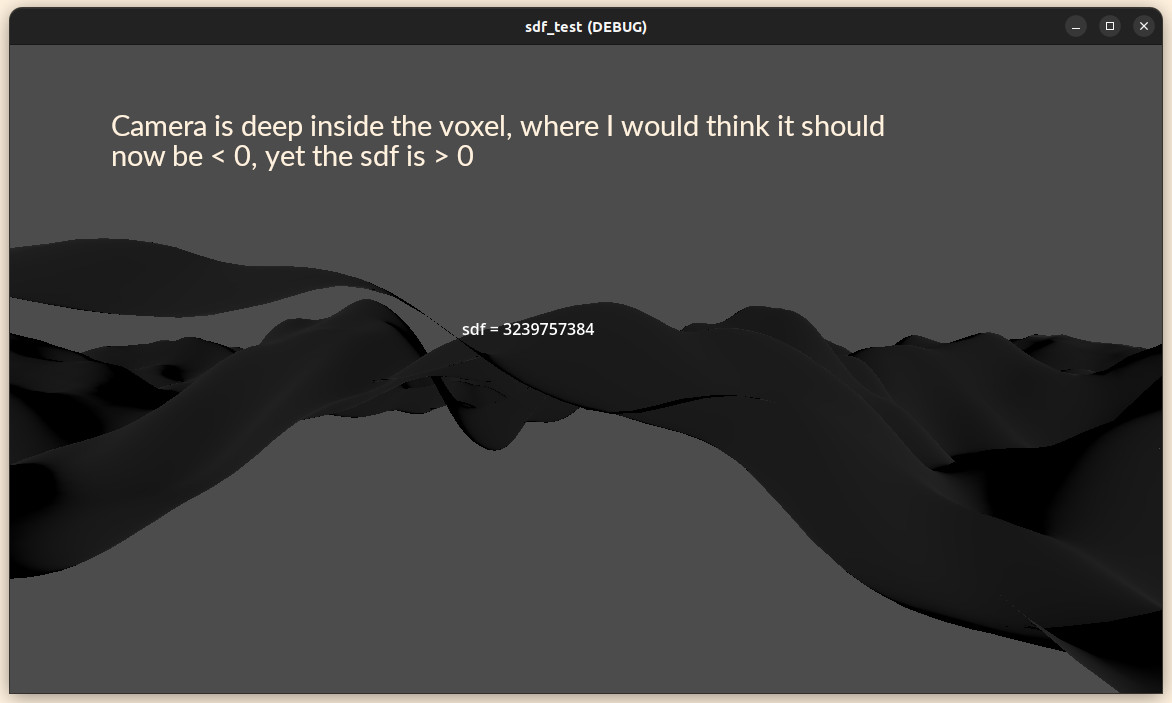 sdf_test (DEBUG)
Camera is deep inside the voxel, where I would think it should
now be < 0, yet the sdf is > 0
sdf = 3239757384